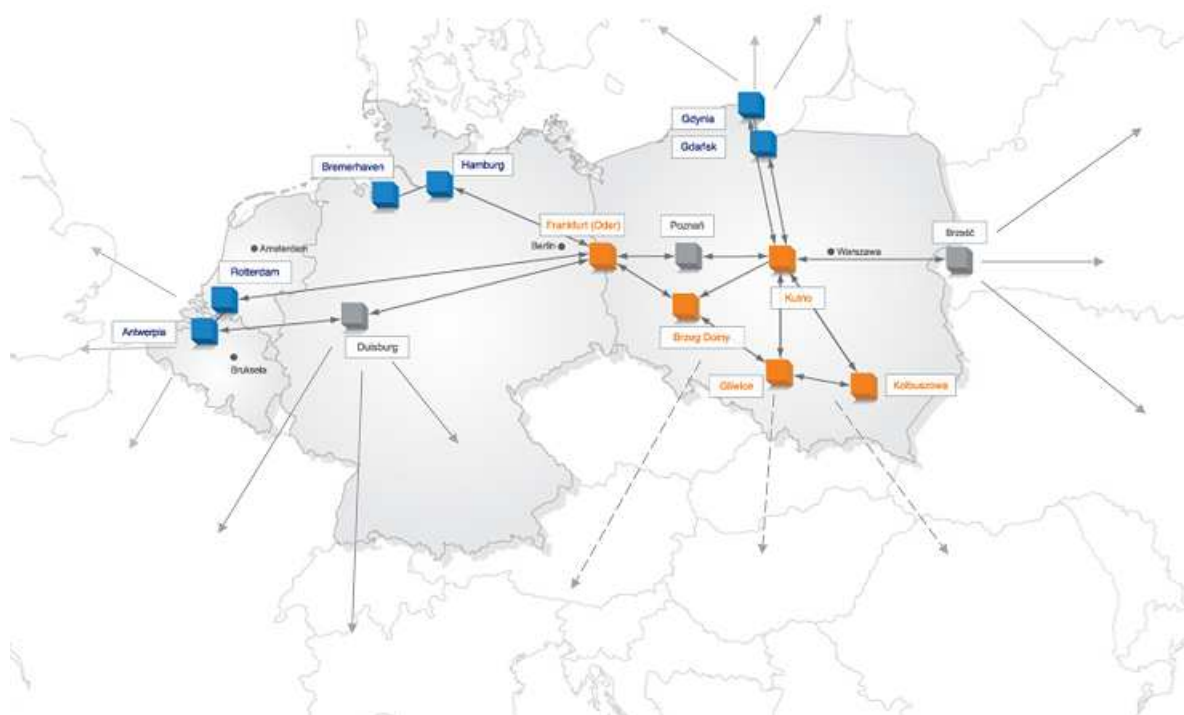 Gdynia
Gdańsk
Bremerhaven
Hamburg
Frankfurt (Oder)
Poznań
Brześć
Amsterdam
Berlin
Warszawa
Rotterdam
Kutno
Antwerpia
Brzeg Dolny
Duisburg
Bruksela
Gliwice
Kolbuszowa